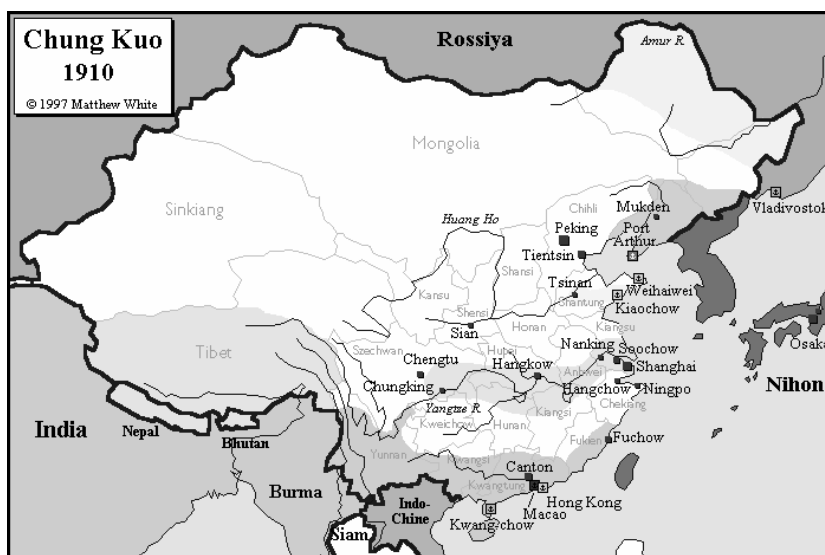 Chung Kuo
1910
© 1997 Matthew White
Rossiya
Amur R.
Mongolia
Sinkiang
Huang Ho
Chihli
Mukden
Vladivostok
Peking
Port
Arthur
Tientsin
Shansi
Tsinan
Weihaiwei
Kansu
Shantung
Kiaochow
Shensi
Sian
Honan
Kiangsu
Osaka
Tibet
Szechwan
Chengtu
Hupei
Nanking
Soochow
Hangkow
Anhwei
Shanghai
Chungking
Hangchow
Ningpo
Nihon
Yangtze R.
Chekiang
Kiangsi
Kweichow
Hunan
India
Nepal
Bhutan
Fukien
Fuchow
Yunnan
Kwangsi
Canton
Kwangtung
Burma
Indo-
Chine
Hong Kong
Macao
Kwang-chow
Siam